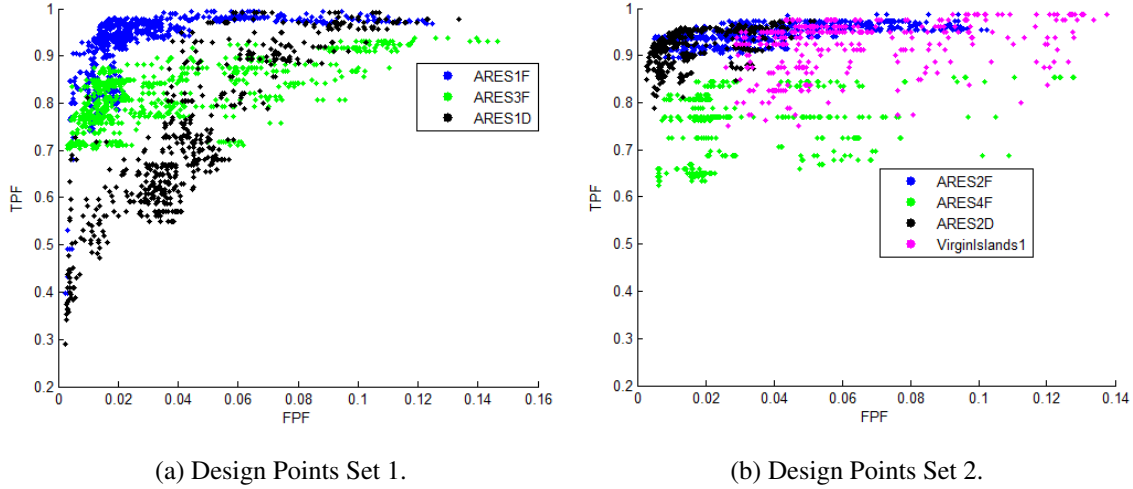 1
0.9
0.8
0.7
0.6
0.5
0.4
0.3
0.2
TPF
0
0.02
0.04
0.06
0.08
0.1
0.12
0.14
0.16
FPF
ARES1F
ARES3F
ARES1D
(a) Design Points Set 1.
1
0.9
0.8
0.7
0.6
0.5
0.4
0.3
0.2
TPF
0
0.02
0.04
0.06
0.08
0.1
0.12
0.14
FPF
ARES2F
ARES4F
ARES2D
VirginIslands1
(b) Design Points Set 2.